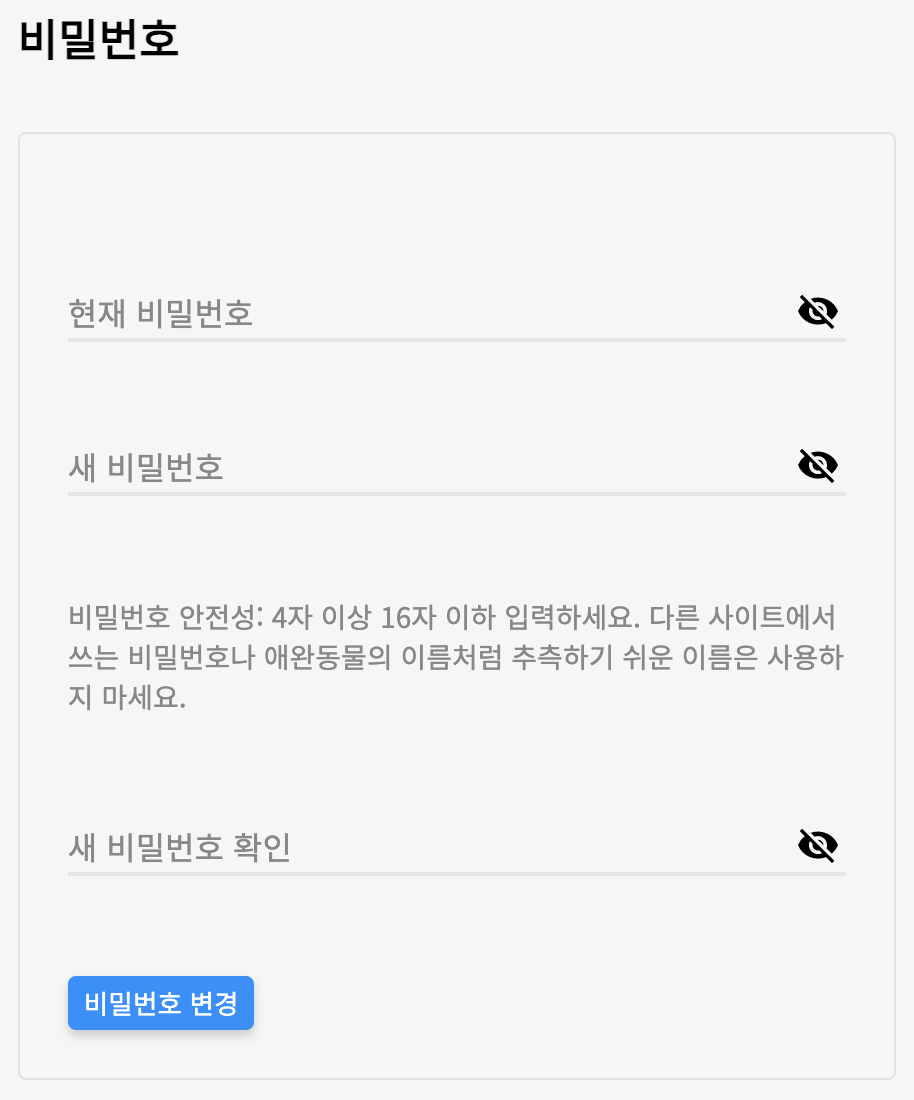 비밀번호
현재 비밀번호
새 비밀번호
비밀번호 안전성: 4자 이상 16자 이하 입력하세요. 다른 사이트에서
쓰는 비밀번호나 애완동물의 이름처럼 추측하기 쉬운 이름은 사용하
지 마세요.
새 비밀번호 확인
비밀번호 변경